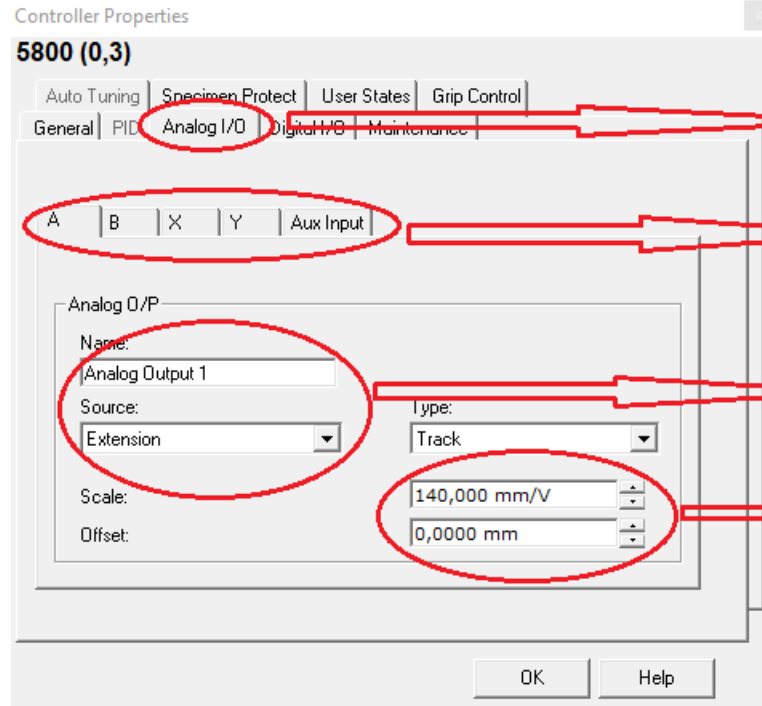 Controller Properties
5800 (0,3)
Auto Tuning Specimen Protect User States Grip Control
General PID Analog I/O Digital I/O Maintenance
A B X Y Aux Input
Analog O/P
Name:
Analog Output 1
Source: Type:
Extension Track
Scale: 140,000 mm/V
Offset: 0,0000 mm
OK Help